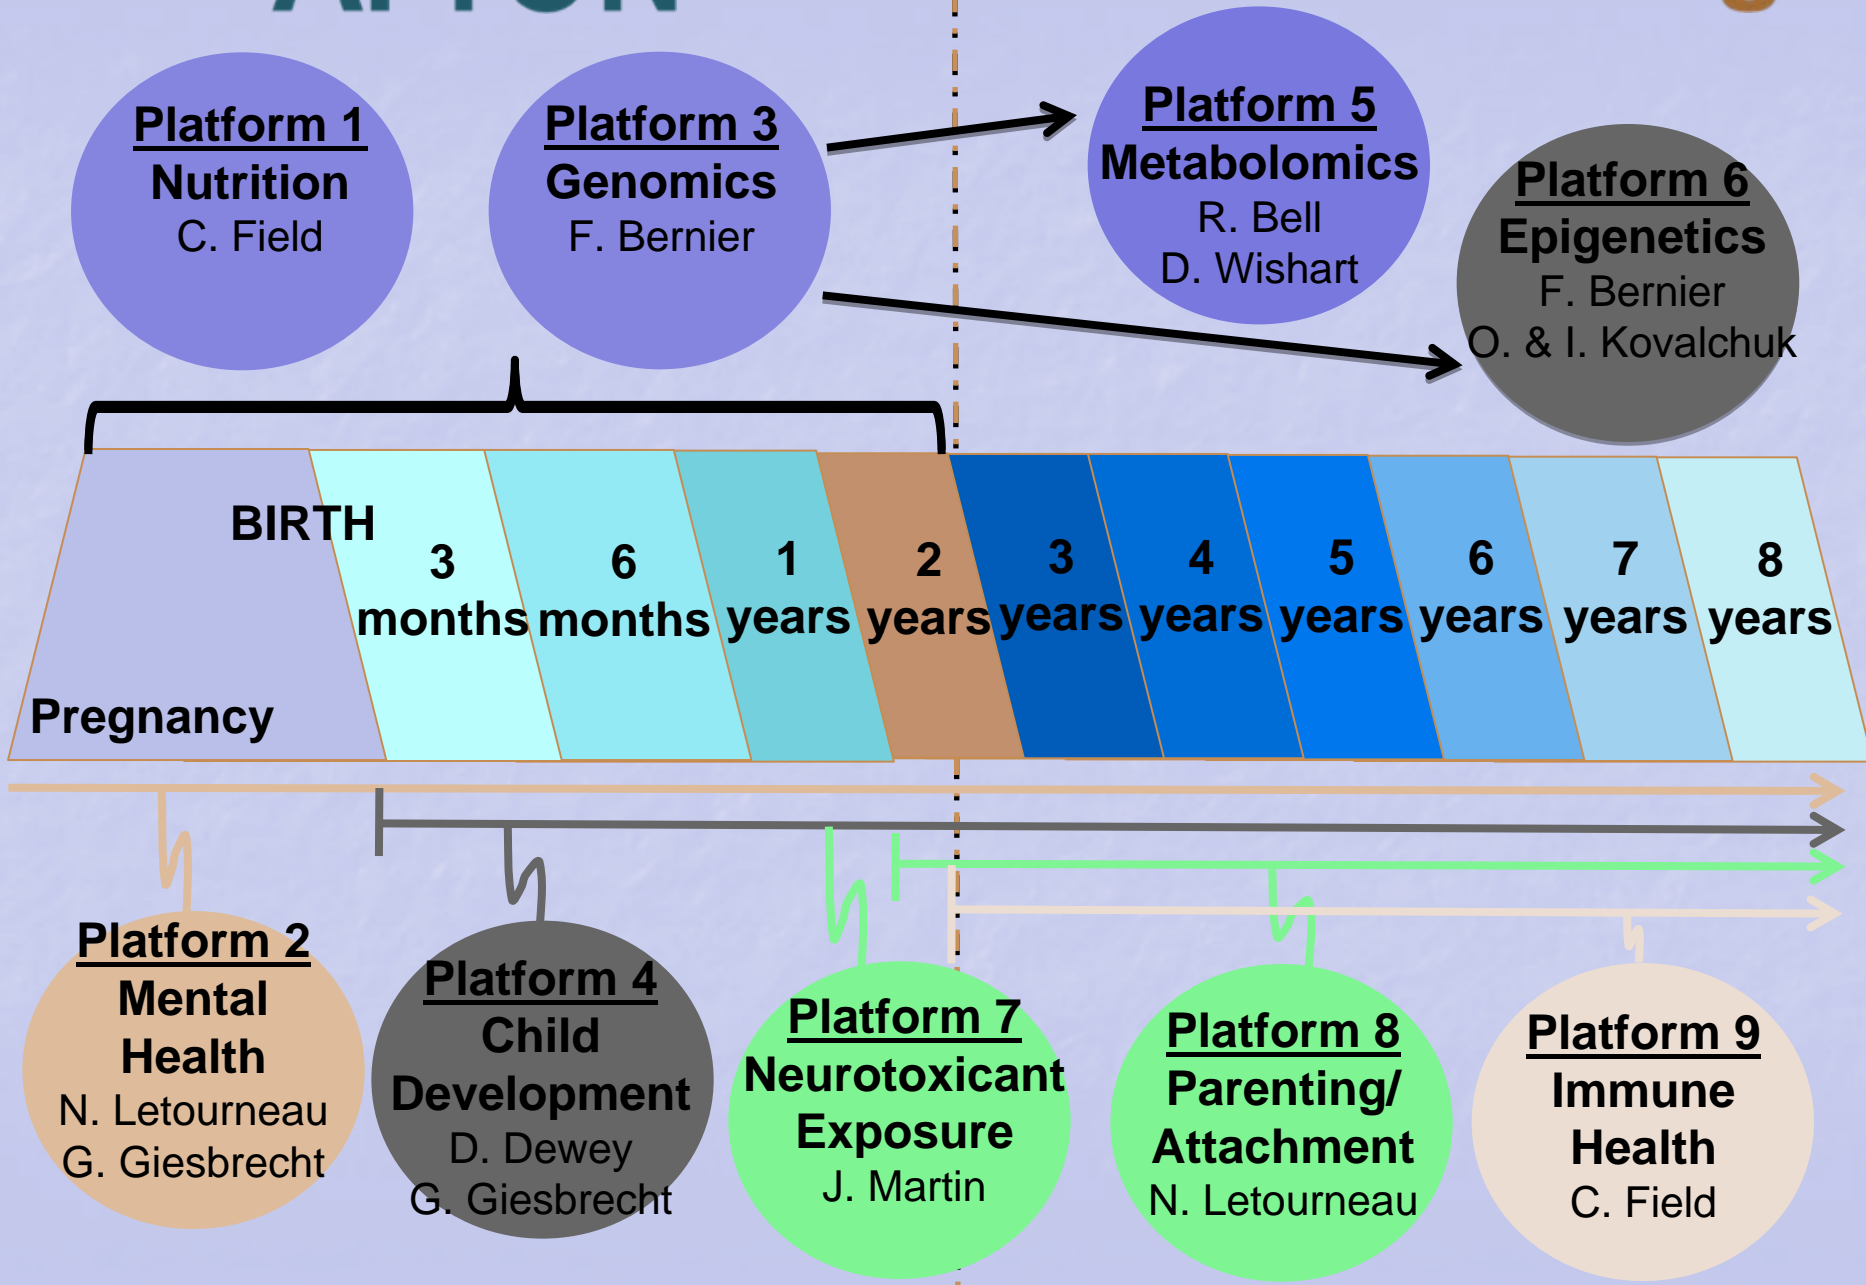 Platform 1
Nutrition
C. Field
Platform 3
Genomics
F. Bernier
Platform 5
Metabolomics
R. Bell
D. Wishart
Platform 6
Epigenetics
F. Bernier
O. & I. Kovalchuk
BIRTH
Pregnancy
3
months
6
months
1
years
2
years
3
years
4
years
5
years
6
years
7
years
8
years
Platform 2
Mental
Health
N. Letourneau
G. Giesbrecht
Platform 4
Child
Development
D. Dewey
G. Giesbrecht
Platform 7
Neurotoxicant
Exposure
J. Martin
Platform 8
Parenting/
Attachment
N. Letourneau
Platform 9
Immune
Health
C. Field